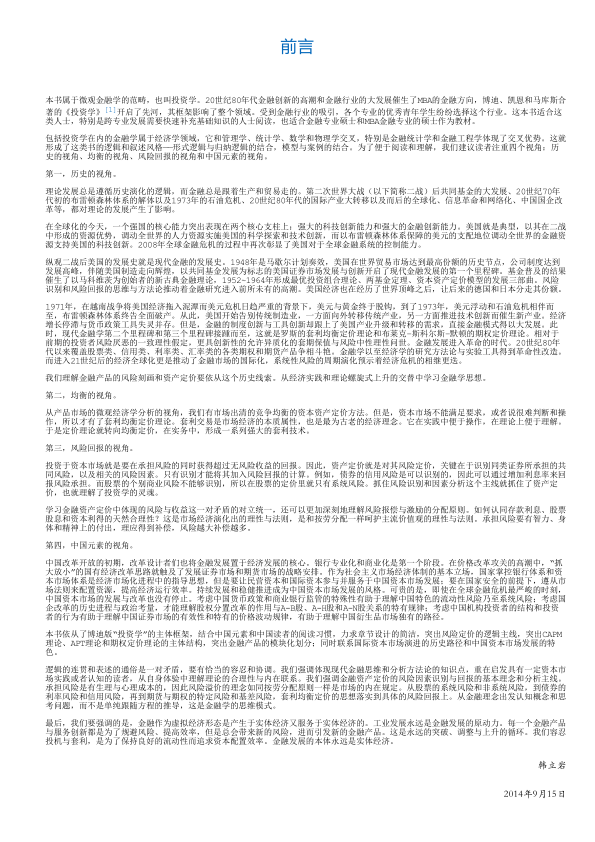 前言
本书属于微观金融学的范畴，也叫投资学。20世纪80年代金融创新的高潮和金融行业的大发展催生了MBA的金融方向，博迪、凯恩和马库斯合
著的《投资学》[1]开启了先河，其框架影响了整个领域。受到金融行业的吸引，各个专业的优秀青年学生纷纷选择这个行业。这本书适合这
类人士，特别是跨专业发展需要快速补充基础知识的人士阅读，也适合金融专业硕士和MBA金融专业的硕士作为教材。
包括投资学在内的金融学属于经济学领域，它和管理学、统计学、数学和物理学交叉，特别是金融统计学和金融工程学体现了交叉优势。这就
形成了这类书的逻辑和叙述风格——形式逻辑与归纳逻辑的结合，模型与案例的结合。为了便于阅读和理解，我们建议读者注重四个视角：历
史的视角、均衡的视角、风险回报的视角和中国元素的视角。
第一，历史的视角。
理论发展总是遵循历史演化的逻辑，而金融总是跟着生产和贸易走的。第二次世界大战（以下简称二战）后共同基金的大发展、20世纪70年
代初的布雷顿森林体系的解体以及1973年的石油危机、20世纪80年代的国际产业大转移以及而后的全球化、信息革命和网络化、中国国企改
革等，都对理论的发展产生了影响。
在全球化的今天，一个强国的核心能力突出表现在两个核心支柱上：强大的科技创新能力和强大的金融创新能力。美国就是典型，以其在二战
中形成的资源优势，调动全世界的人力资源实施美国的科学探索和技术创新，而以布雷顿森林体系保障的美元的支配地位调动全世界的金融资
源支持美国的科技创新。2008年全球金融危机的过程中再次彰显了美国对于全球金融系统的控制能力。
纵观二战后美国的发展史就是现代金融的发展史。1948年是马歇尔计划奏效，美国在世界贸易市场达到最高份额的历史节点，公司制度达到
发展高峰，伴随美国制造走向辉煌，以共同基金发展为标志的美国证券市场发展与创新开启了现代金融发展的第一个里程碑。基金普及的结果
催生了以马科维茨为创始者的新古典金融理论，1952—1964年形成最优投资组合理论、两基金定理、资本资产定价模型的发展三部曲，风险
识别和风险回报的思维与方法论推动着金融研究进入前所未有的高潮。美国经济也在经历了世界顶峰之后，让后来的德国和日本分走其份额。
1971年，在越南战争将美国经济拖入泥潭而美元危机日趋严重的背景下，美元与黄金终于脱钩。到了1973年，美元浮动和石油危机相伴而
至，布雷顿森林体系终告全面破产。从此，美国开始告别传统制造业，一方面向外转移传统产业，另一方面推进技术创新而催生新产业。经济
增长停滞与货币政策工具失灵并存。但是，金融的制度创新与工具创新却跟上了美国产业升级和转移的需求，直接金融模式得以大发展。此
时，现代金融学第二个里程碑和第三个里程碑接踵而至，这就是罗斯的套利均衡定价理论和布莱克-斯科尔斯-默顿的期权定价理论。相对于
前期的投资者风险厌恶的一致理性假定，更具创新性的允许异质化的套期保值与风险中性理性问世。金融发展进入革命的时代。20世纪80年
代以来覆盖股票类、信用类、利率类、汇率类的各类期权和期货产品争相斗艳。金融学以至经济学的研究方法论与实验工具得到革命性改造。
而进入21世纪后的经济全球化更是推动了金融市场的国际化，系统性风险的周期演化预示着经济危机的相继更迭。
我们理解金融产品的风险刻画和资产定价要依从这个历史线索。从经济实践和理论螺旋式上升的交替中学习金融学思想。
第二，均衡的视角。
从产品市场的微观经济学分析的视角，我们有市场出清的竞争均衡的资本资产定价方法。但是，资本市场不能满足要求，或者说很难判断和操
作，所以才有了套利均衡定价理论。套利交易是市场经济的本质属性，也是最为古老的经济理念。它在实践中便于操作，在理论上便于理解。
于是定价理论就转向均衡定价，在实务中，形成一系列强大的套利技术。
第三，风险回报的视角。
投资于资本市场就是要在承担风险的同时获得超过无风险收益的回报。因此，资产定价就是对其风险定价，关键在于识别同类证券所承担的共
同风险，以及相关的风险因素。只有识别才能将其加入风险回报的计算。例如，债券的信用风险是可以识别的，因此可以通过增加利息率来回
报风险承担。而股票的个别商业风险不能够识别，所以在股票的定价里就只有系统风险。抓住风险识别和因素分析这个主线就抓住了资产定
价，也就理解了投资学的灵魂。
学习金融资产定价中体现的风险与收益这一对矛盾的对立统一，还可以更加深刻地理解风险报偿与激励的分配原则。如何认同存款利息、股票
股息和资本利得的天然合理性？这是市场经济演化出的理性与法则，是和按劳分配一样呵护主流价值观的理性与法则。承担风险要有智力、身
体和精神上的付出，理应得到补偿，风险越大补偿越多。
第四，中国元素的视角。
中国改革开放的初期，改革设计者们也将金融发展置于经济发展的核心。银行专业化和商业化是第一个阶段。在价格改革攻关的高潮中，“抓
大放小”的国有经济改革思路就触及了发展证券市场和期货市场的战略安排。作为社会主义市场经济体制的基本立场，国家掌控银行体系和资
本市场体系是经济市场化进程中的指导思想，但是要让民营资本和国际资本参与并服务于中国资本市场发展；要在国家安全的前提下，遵从市
场法则来配置资源，提高经济运行效率。持续发展和稳健推进成为中国资本市场发展的风格。可贵的是，即使在全球金融危机最严峻的时刻，
中国资本市场的发展与改革也没有停止。考虑中国货币政策和商业银行监管的特殊性有助于理解中国特色的流动性风险乃至系统风险；考虑国
企改革的历史进程与政治考量，才能理解股权分置改革的作用与A-B股、A-H股和A-N股关系的特有规律；考虑中国机构投资者的结构和投资
者的行为有助于理解中国证券市场的有效性和特有的价格波动规律，有助于理解中国衍生品市场独有的路径。
本书依从了博迪版“投资学”的主体框架，结合中国元素和中国读者的阅读习惯，力求章节设计的简洁，突出风险定价的逻辑主线，突出CAPM
理论、APT理论和期权定价理论的主体结构，突出金融产品的模块化划分；同时联系国际资本市场演进的历史路径和中国资本市场发展的特
色。
逻辑的连贯和表述的通俗是一对矛盾，要有恰当的容忍和协调。我们强调体现现代金融思维和分析方法论的知识点，重在启发具有一定资本市
场实践或者认知的读者，从自身体验中理解理论的合理性与内在联系。我们强调金融资产定价的风险因素识别与回报的基本理念和分析主线。
承担风险是有生理与心理成本的，因此风险溢价的理念如同按劳分配原则一样是市场的内在规定。从股票的系统风险和非系统风险，到债券的
利率风险和信用风险，再到期货与期权的特定风险和基差风险，套利均衡定价的思想落实到具体的风险回报上。从金融理念出发认知概念和思
考问题，而不是单纯跟随方程的推导，这是金融学的思维模式。
最后，我们要强调的是，金融作为虚拟经济形态是产生于实体经济又服务于实体经济的。工业发展永远是金融发展的原动力。每一个金融产品
与服务创新都是为了规避风险、提高效率，但是总会带来新的风险，进而引发新的金融产品。这是永远的突破、调整与上升的循环。我们容忍
投机与套利，是为了保持良好的流动性而追求资本配置效率。金融发展的本体永远是实体经济。
韩立岩
2014年9月15日